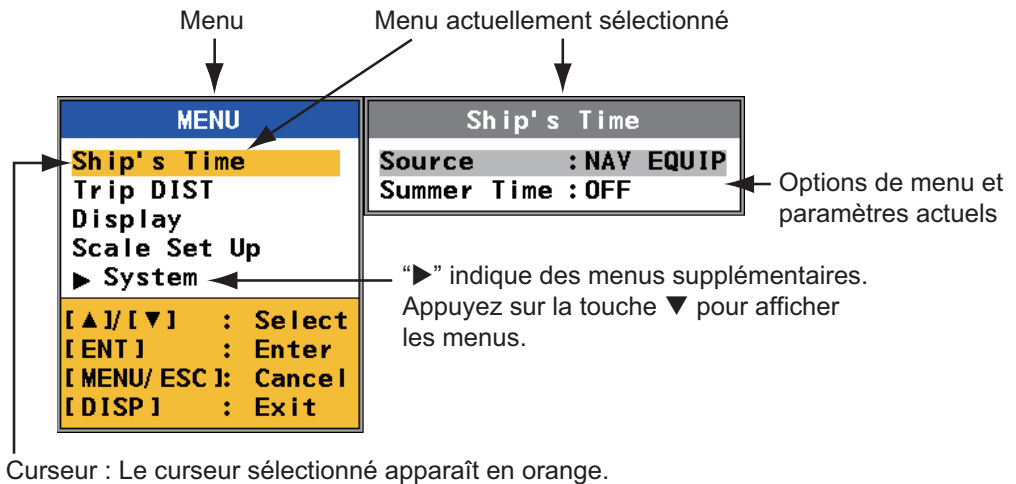 Menu
Menu actuellement sélectionné
MENU
Ship's Time
Trip DIST
Display
Scale Set Up
▶ System
[▲]/[▼] : Select
[ENT] : Enter
[MENU/ESC]: Cancel
[DISP] : Exit
Ship's Time
Source :NAV EQUIP
Summer Time :OFF
Options de menu et
paramètres actuels
“▶” indique des menus supplémentaires.
Appuyez sur la touche ▼ pour afficher
les menus.
Curseur : Le curseur sélectionné apparaît en orange.